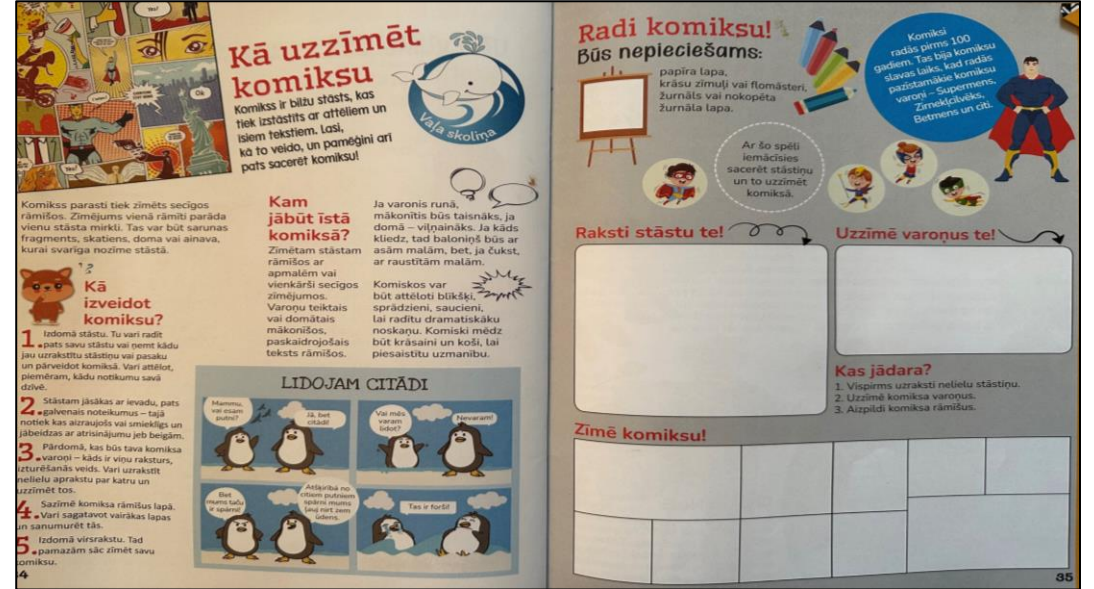 Yes!
Ok
Yes!
Kā uzzīmēt
komiksu
Komikss ir bilžu stāsts, kas
tiek izstāstīts ar attēliem un
īsiem tekstiem. Lasi,
kā to veido, un pamēģini arī
pats sacerēt komiksu!
Vaļa skoliņa
Komikss parasti tiek zīmēts secīgos
rāmīšos. Zīmējums vienā rāmītī parāda
vienu stāsta mirkli. Tas var būt sarunas
fragments, skatiens, doma vai ainava,
kurai svarīga nozīme stāstā.
?
Kā
izveidot
komiksu?
1. Izdomā stāstu. Tu vari radīt
pats savu stāstu vai ņemt kādu
jau uzrakstītu stāstiņu vai pasaku
un pārveidot komiksā. Vari attēlot,
piemēram, kādu notikumu savā
dzīvē.
2. Stāstam jāsākas ar ievadu, pats
galvenais noteikums – tajā
notiek kas aizraujošs vai smieklīgs un
jābeidzas ar atrisinājumu jeb beigām.
3. Pārdomā, kas būs tava komiksa
varoņi – kāds ir viņu raksturs,
izturēšanās veids. Vari uzrakstīt
nelielu aprakstu par katru un
uzzīmēt tos.
4. Sazīmē komiksa rāmīšus lapā.
Vari sagatavot vairākas lapas
un sanumurēt tās.
5. Izdomā virsrakstu. Tad
pamazām sāc zīmēt savu
komiksu.
4
Kam
jābūt īstā
komiksā?
Zīmētam stāstam
rāmīšos ar
apmalēm vai
vienkārši secīgos
zīmējumos.
Varoņu teiktais
vai domātais
mākonīšos,
paskaidrojošais
teksts rāmīšos.
Ja varonis runā,
mākonītis būs taisnāks, ja
domā – viļņaināks. Ja kāds
kliedz, tad baloniņš būs ar
asām malām, bet, ja čukst,
ar raustītām malām.
Komiksos var
būt attēloti blīkšķi,
sprādzieni, saucieni,
lai radītu dramatiskāku
noskaņu. Komiski mēdz
būt krāsaini un koši, lai
piesaistītu uzmanību.
LIDOJAM CITĀDI
Mammu,
vai esam
putni?
Jā, bet
citādi!
Vai mēs
varam
lidot?
Nevaram!
Bet
mums taču
ir spārni!
Atšķirībā no
citiem putniem
spārni mums
ļauj nirt zem
ūdens.
Tas ir forši!
Radi komiksu!
Būs nepieciešams:
papīra lapa,
krāsu zīmuļi vai flomāsteri,
žurnāls vai nokopēta
žurnāla lapa.
Komiksi
radās pirms 100
gadiem. Tas bija komiksu
slavas laiks, kad radās
pazīstamākie komiksu
varoņi – Supermens,
Zirnekļcilvēks,
Betmens un citi.
Ar šo spēli
iemācīsies
sacerēt stāstiņu
un to uzzīmēt
komiksā.
Raksti stāstu te!
Uzzīmē varoņus te!
Kas jādara?
1. Vispirms uzraksti nelielu stāstiņu.
2. Uzzīmē komiksa varoņus.
3. Aizpildi komiksa rāmīšus.
Zīmē komiksu!
35